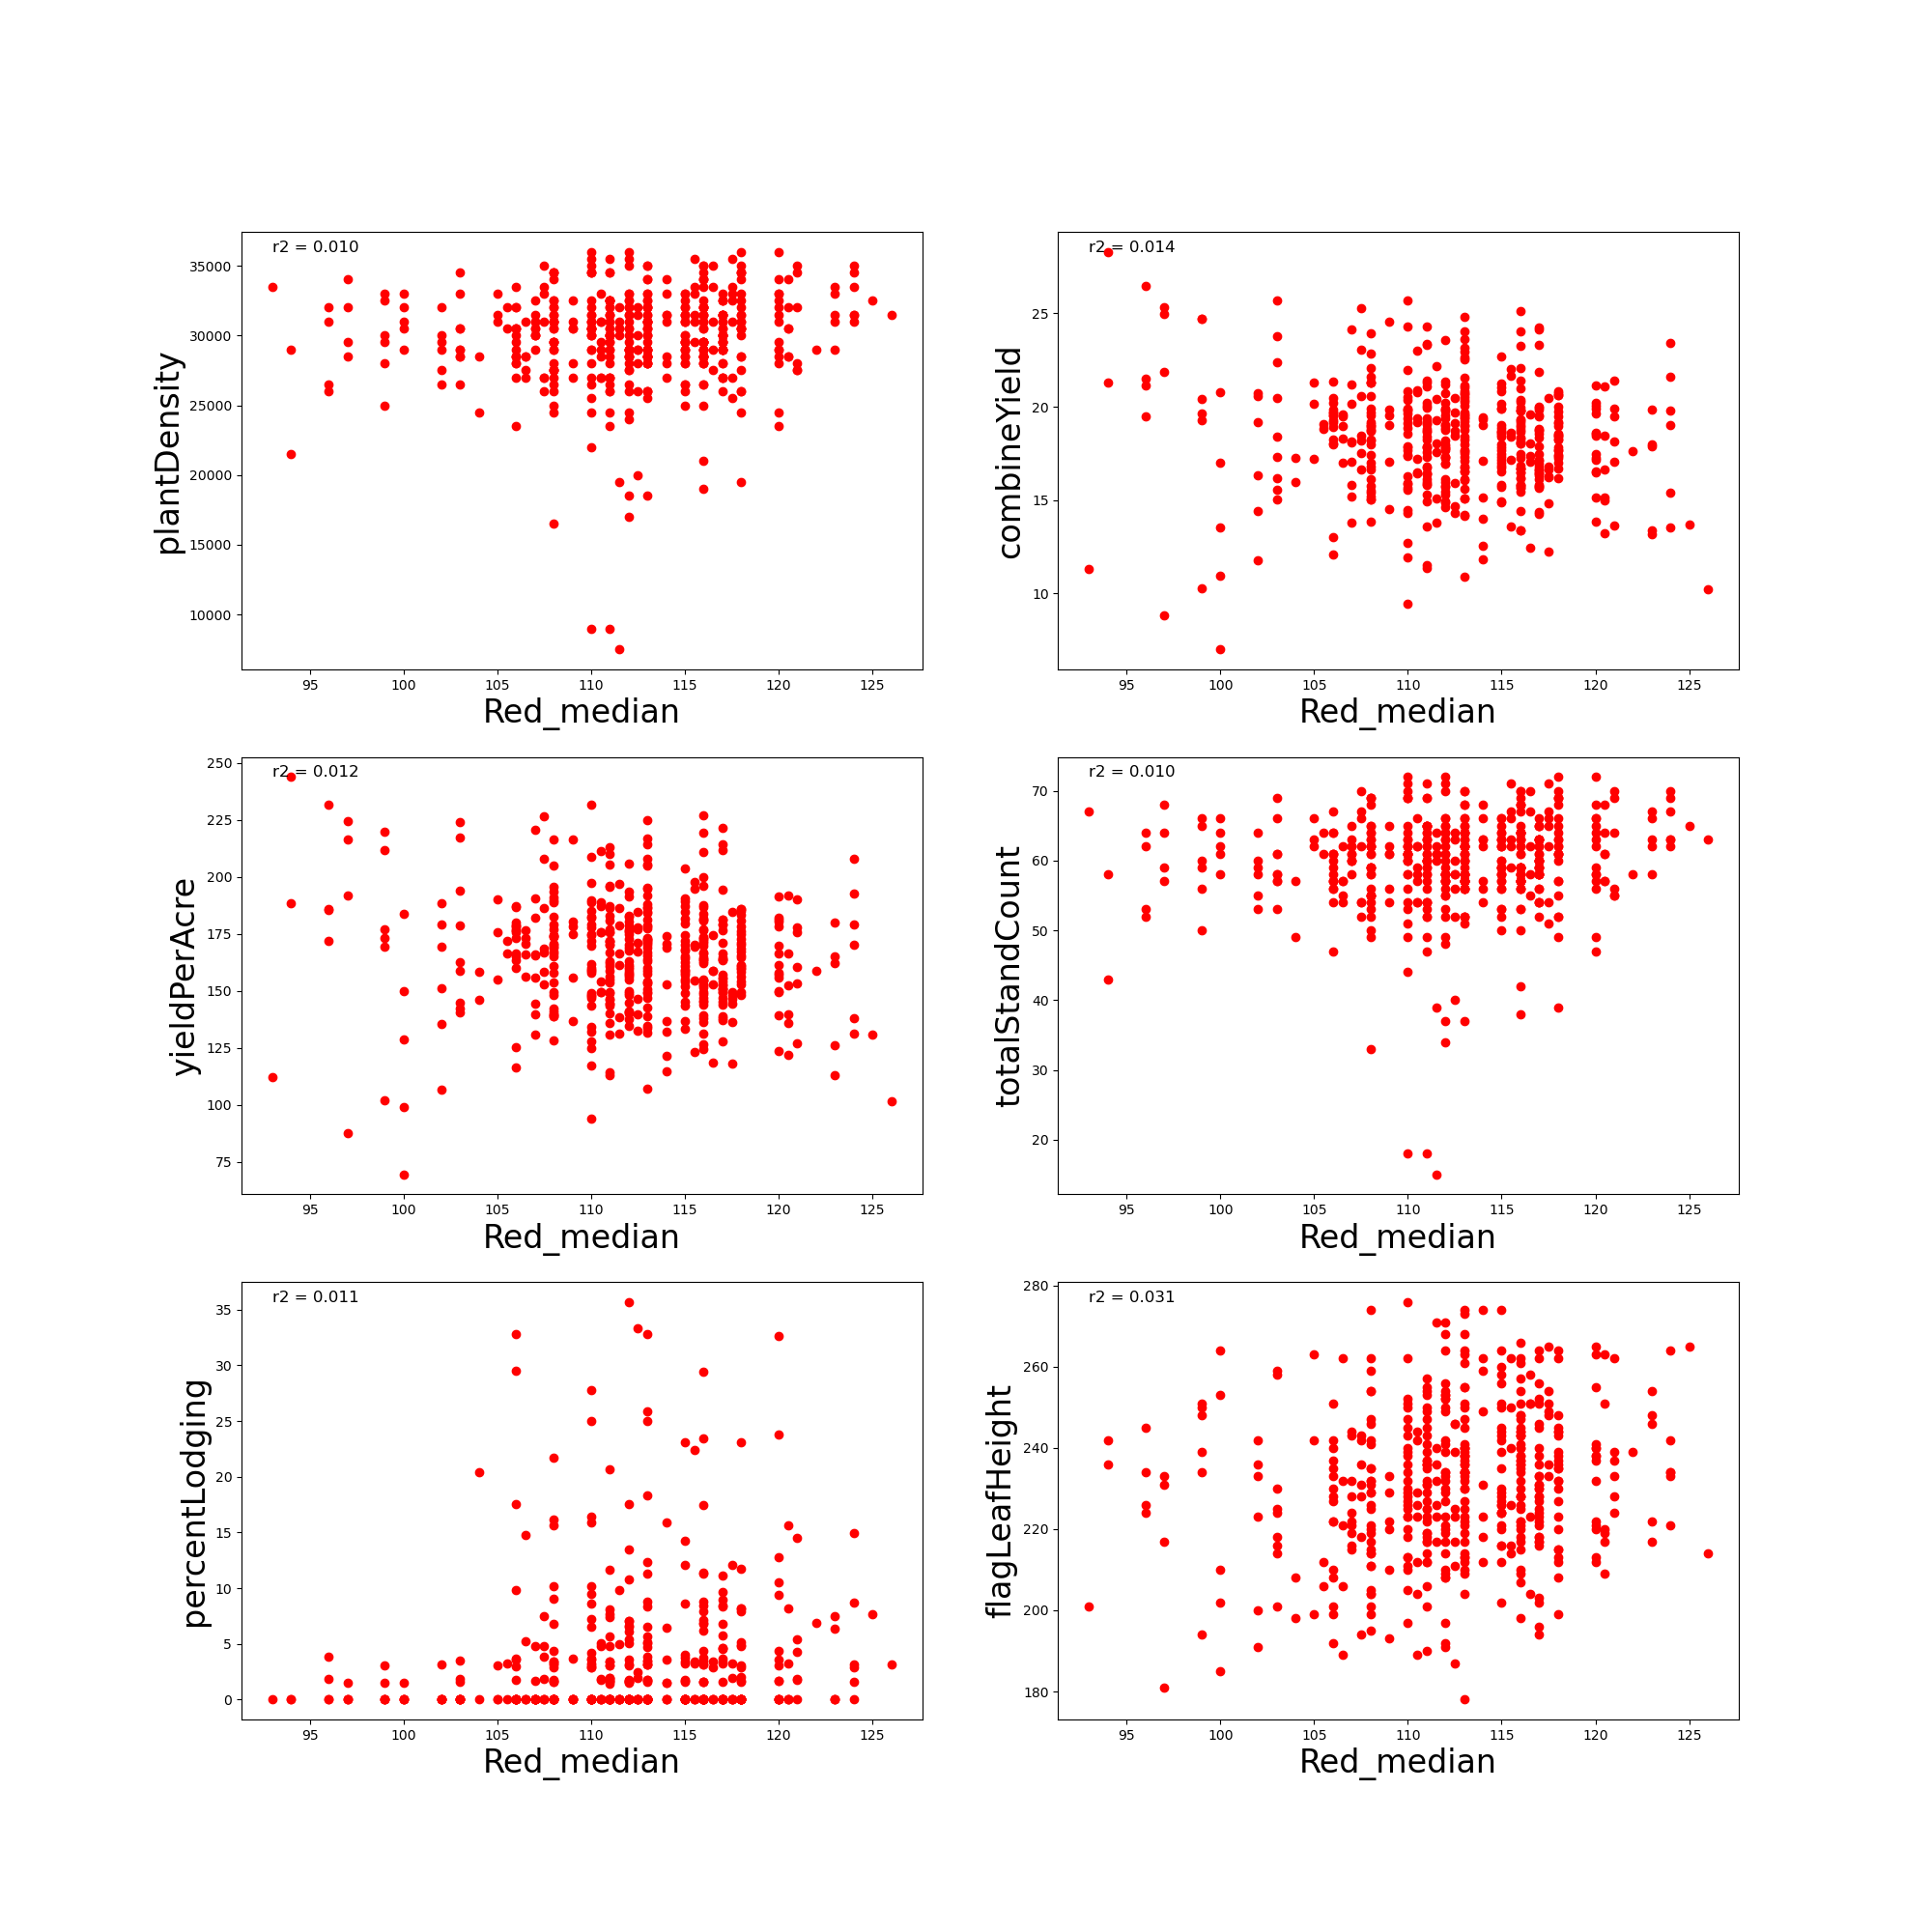 r2 = 0.010
35000
30000
25000
20000
15000
10000
plantDensity
95 100 105 110 115 120 125
Red_median
r2 = 0.014
25
20
15
10
combineYield
95 100 105 110 115 120 125
Red_median
r2 = 0.012
250
225
200
175
150
125
100
75
yieldPerAcre
95 100 105 110 115 120 125
Red_median
r2 = 0.010
70
60
50
40
30
20
totalStandCount
95 100 105 110 115 120 125
Red_median
r2 = 0.011
35
30
25
20
15
10
5
0
percentLodging
95 100 105 110 115 120 125
Red_median
r2 = 0.031
280
260
240
220
200
180
flagLeafHeight
95 100 105 110 115 120 125
Red_median